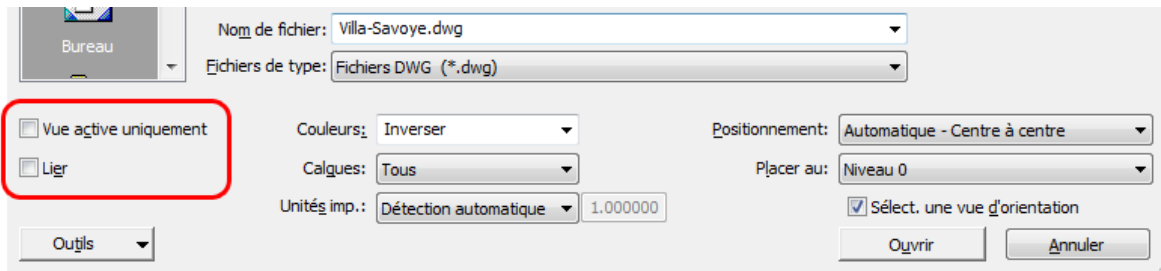 Bureau
Nom de fichier: Villa-Savoye.dwg
Fichiers de type: Fichiers DWG (*.dwg)
Vue active uniquement
Couleurs: Inverser
Positionnement: Automatique - Centre à centre
Lier
Calques: Tous
Placer au: Niveau 0
Unités imp.: Détection automatique 1.000000
Sélect. une vue d'orientation
Outils
Ouvrir
Annuler